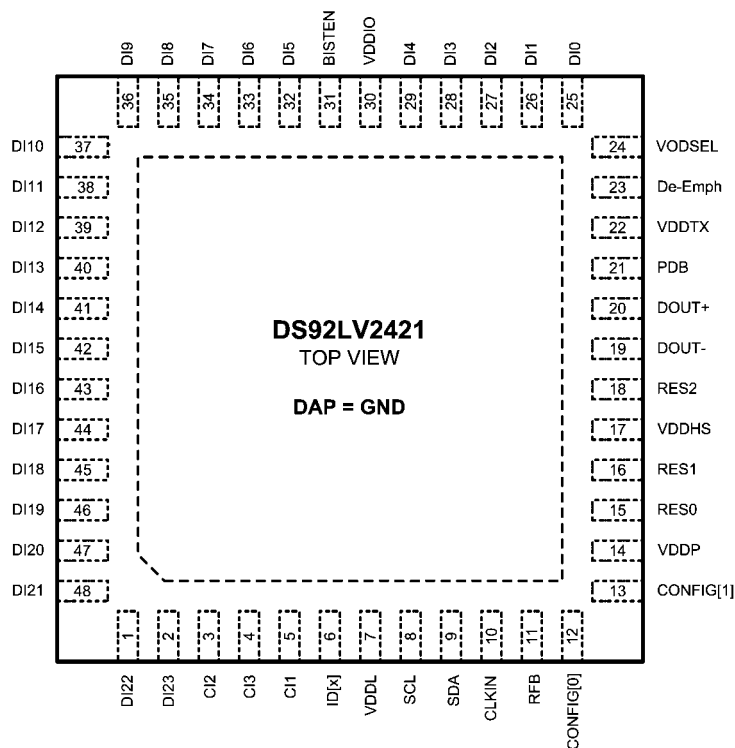 DI9 DI8 DI7 DI6 DI5 BISTEN VDDIO DI4 DI3 DI2 DI1 DI0
36 35 34 33 32 31 30 29 28 27 26 25
DI10 37
DI11 38
DI12 39
DI13 40
DI14 41
DI15 42
DI16 43
DI17 44
DI18 45
DI19 46
DI20 47
DI21 48
DS92LV2421
TOP VIEW
DAP = GND
24 VODSEL
23 De-Emph
22 VDDTX
21 PDB
20 DOUT+
19 DOUT-
18 RES2
17 VDDHS
16 RES1
15 RES0
14 VDDP
13 CONFIG[1]
1 2 3 4 5 6 7 8 9 10 11 12
DI22 DI23 CI2 CI3 CI1 ID[x] VDDL SCL SDA CLKIN RFB CONFIG[0]